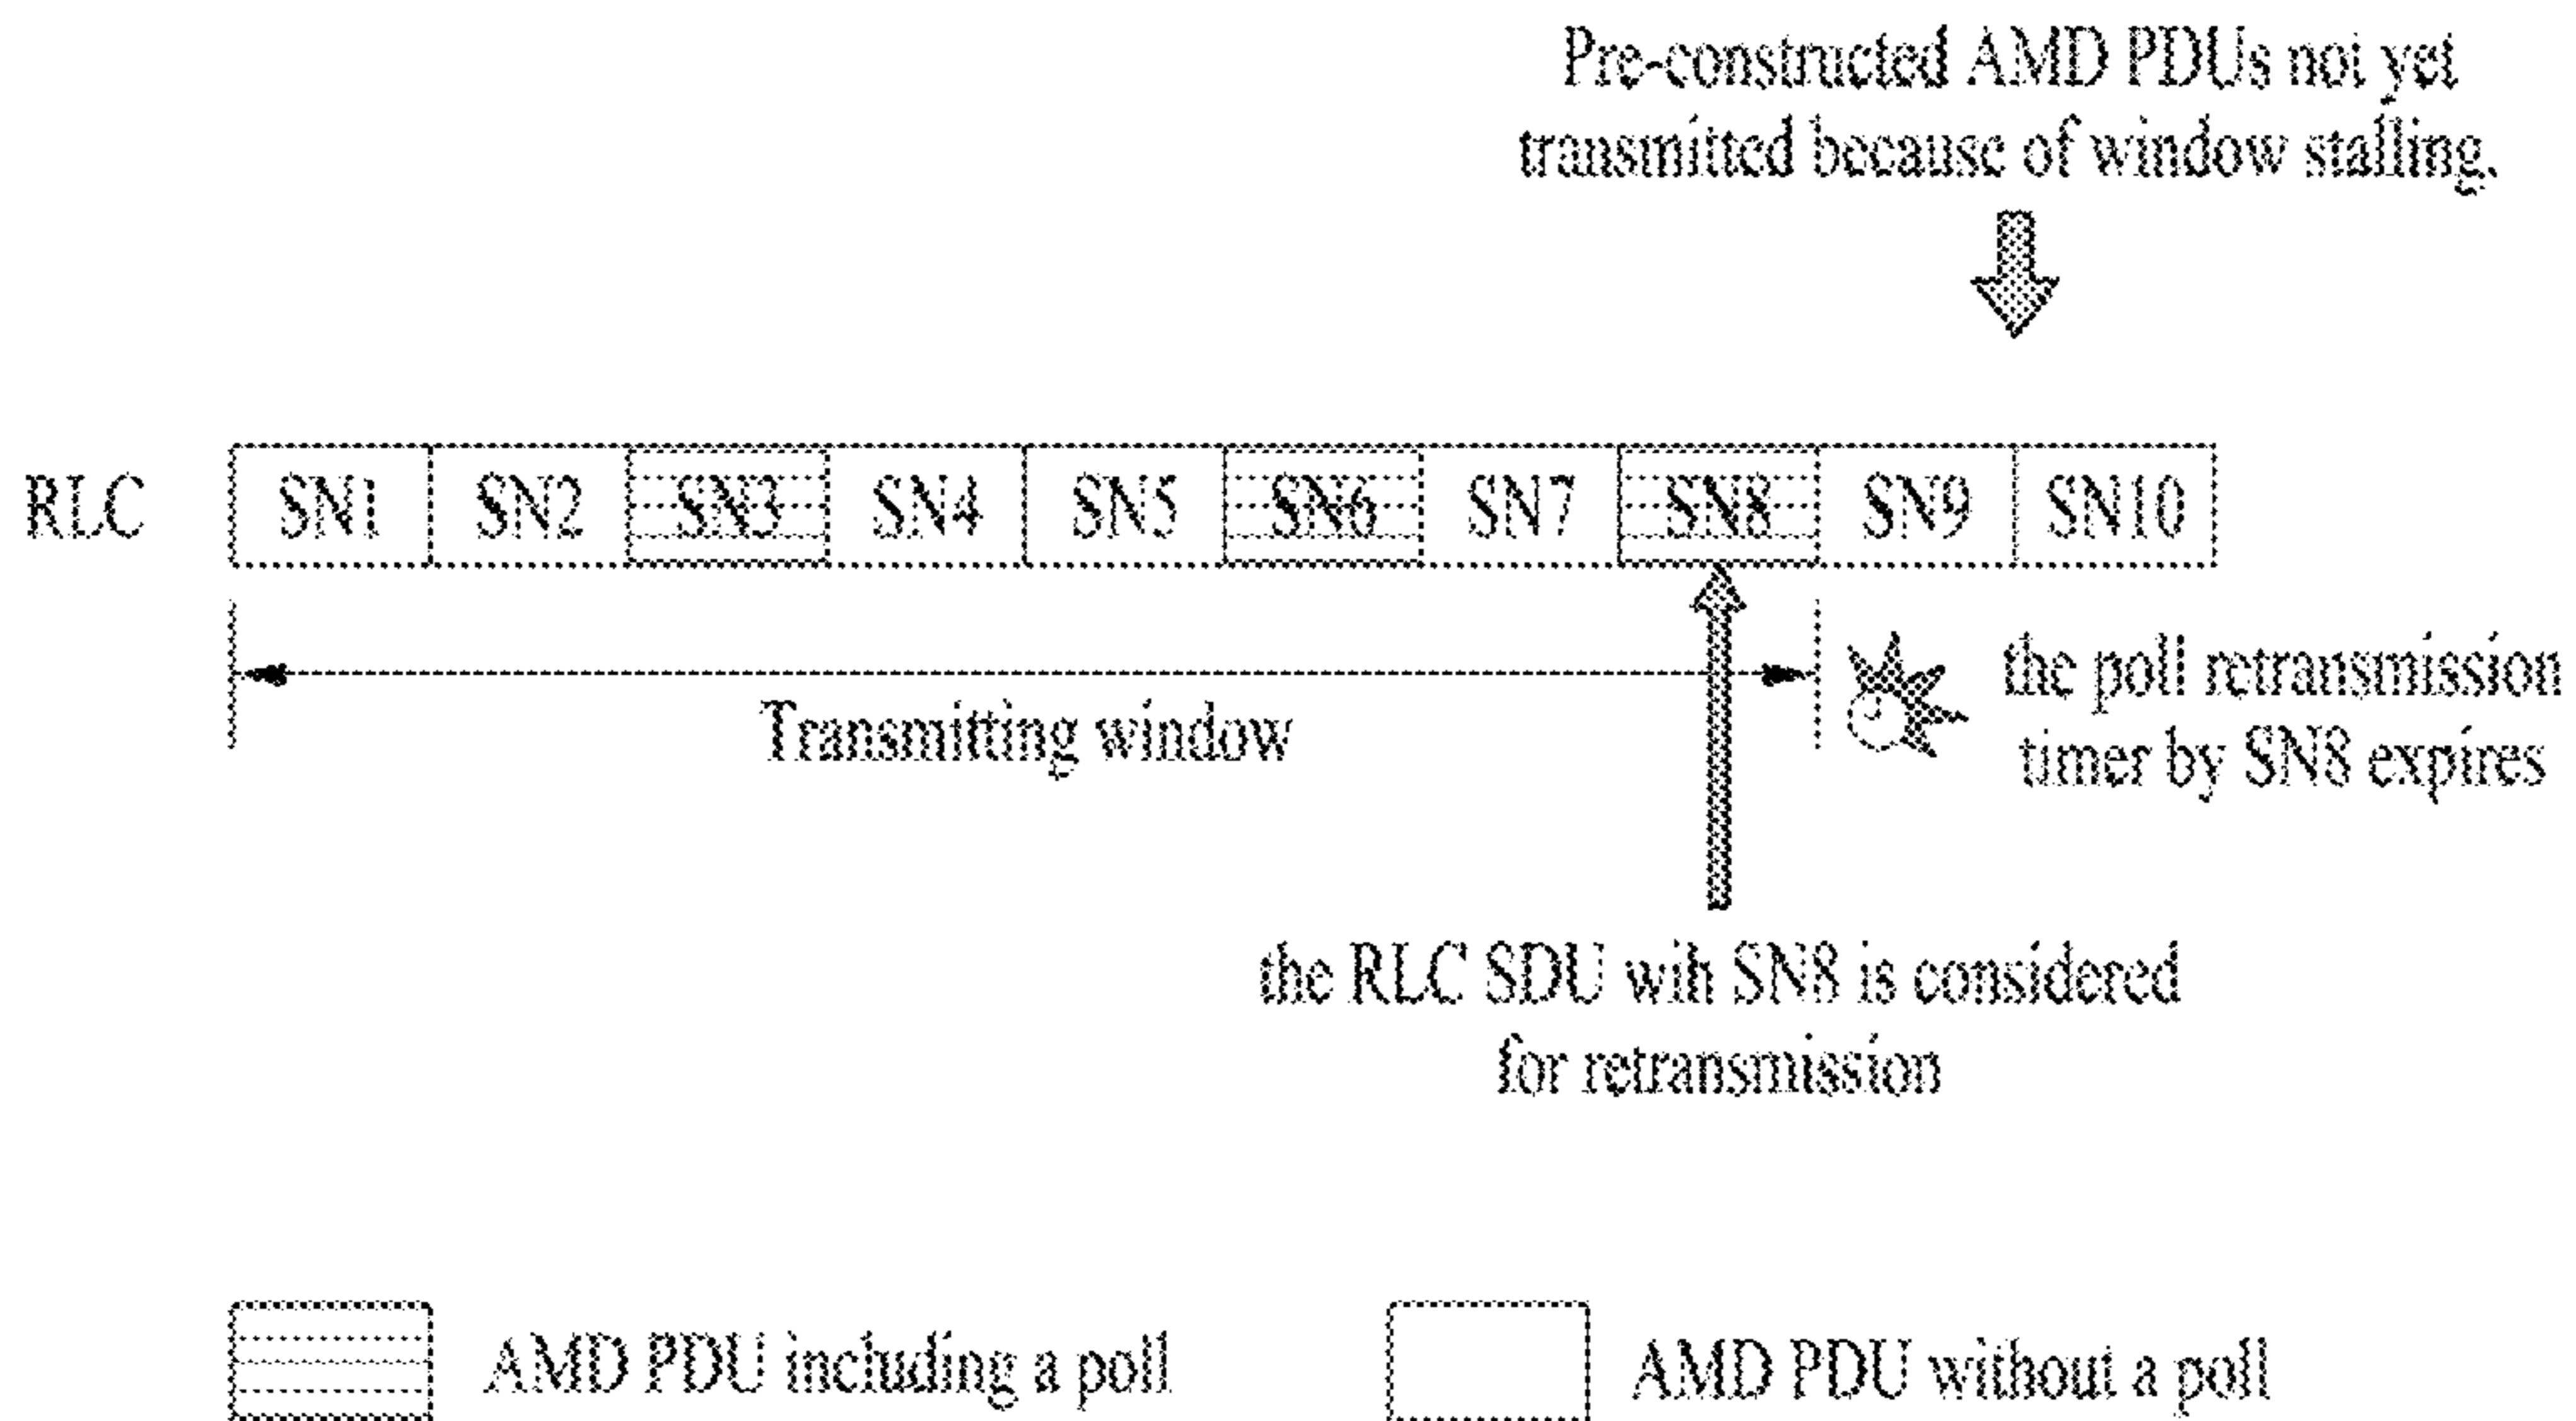 Pre-constructed AMD PDUs not yet
transmitted because of window stalling.
RLC SN1 SN2 SN3 SN4 SN5 SN6 SN7 SN8 SN9 SN10
Transmitting window
the poll retransmission
timer by SN8 expires
the RLC SDU wih SN8 is considered
for retransmission
AMD PDU including a poll
AMD PDU without a poll